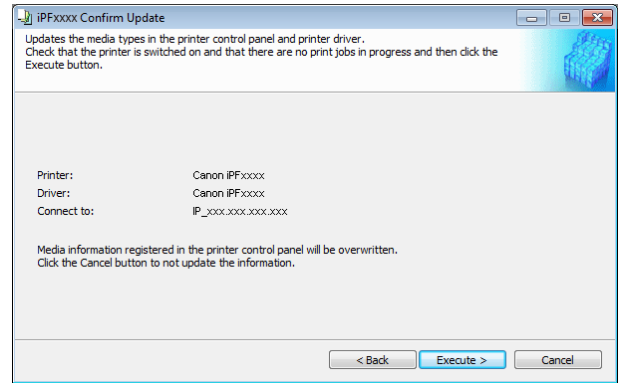 iPFxxxx Confirm Update
Updates the media types in the printer control panel and printer driver.
Check that the printer is switched on and that there are no print jobs in progress and then click the
Execute button.
Printer: Canon iPFxxxx
Driver: Canon iPFxxxx
Connect to: IP_xxx.xxx.xxx.xxx
Media information registered in the printer control panel will be overwritten.
Click the Cancel button to not update the information.
< Back Execute > Cancel